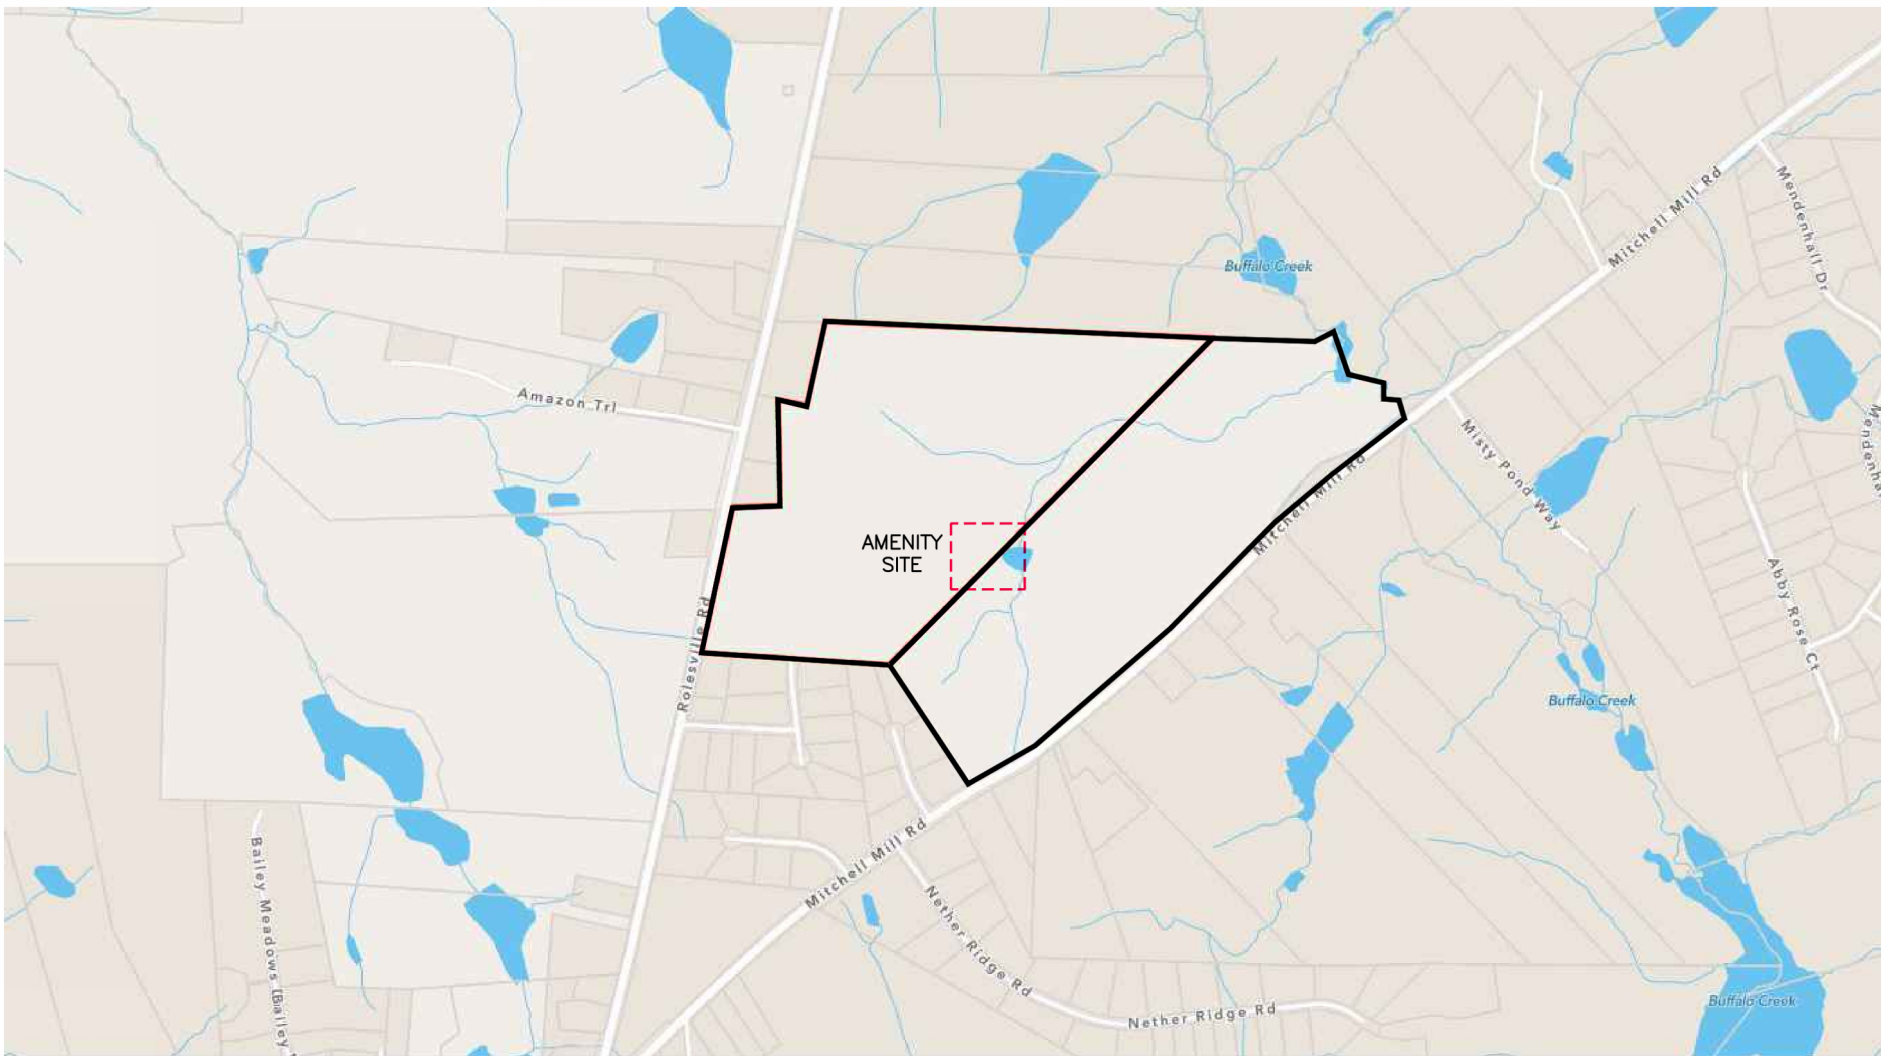 Buffalo Creek
Mitchell Mill Rd
Mendenhall Dr
Amazon Trl
Misty Pond Way
Mitchell Mill Rd
AMENITY
SITE
Abby Rose Ct
Rolesville Rd
Buffalo Creek
Mitchell Mill Rd
Bailey Meadows (Bailey
Nether Ridge Rd
Nether Ridge Rd
Buffalo Creek